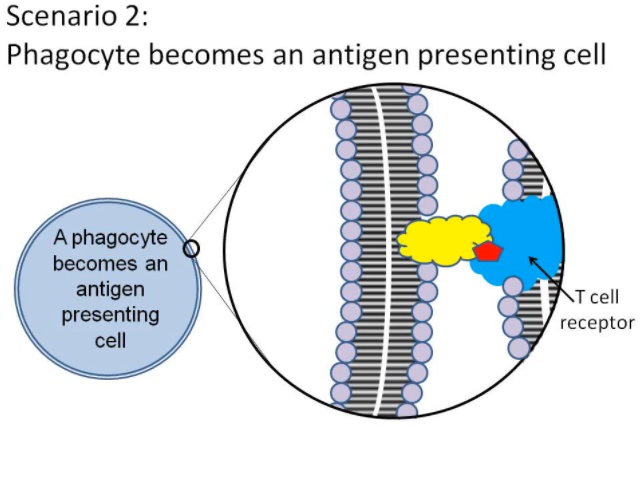 Scenario 2:
Phagocyte becomes an antigen presenting cell
A phagocyte
becomes an
antigen
presenting
cell
T cell
receptor